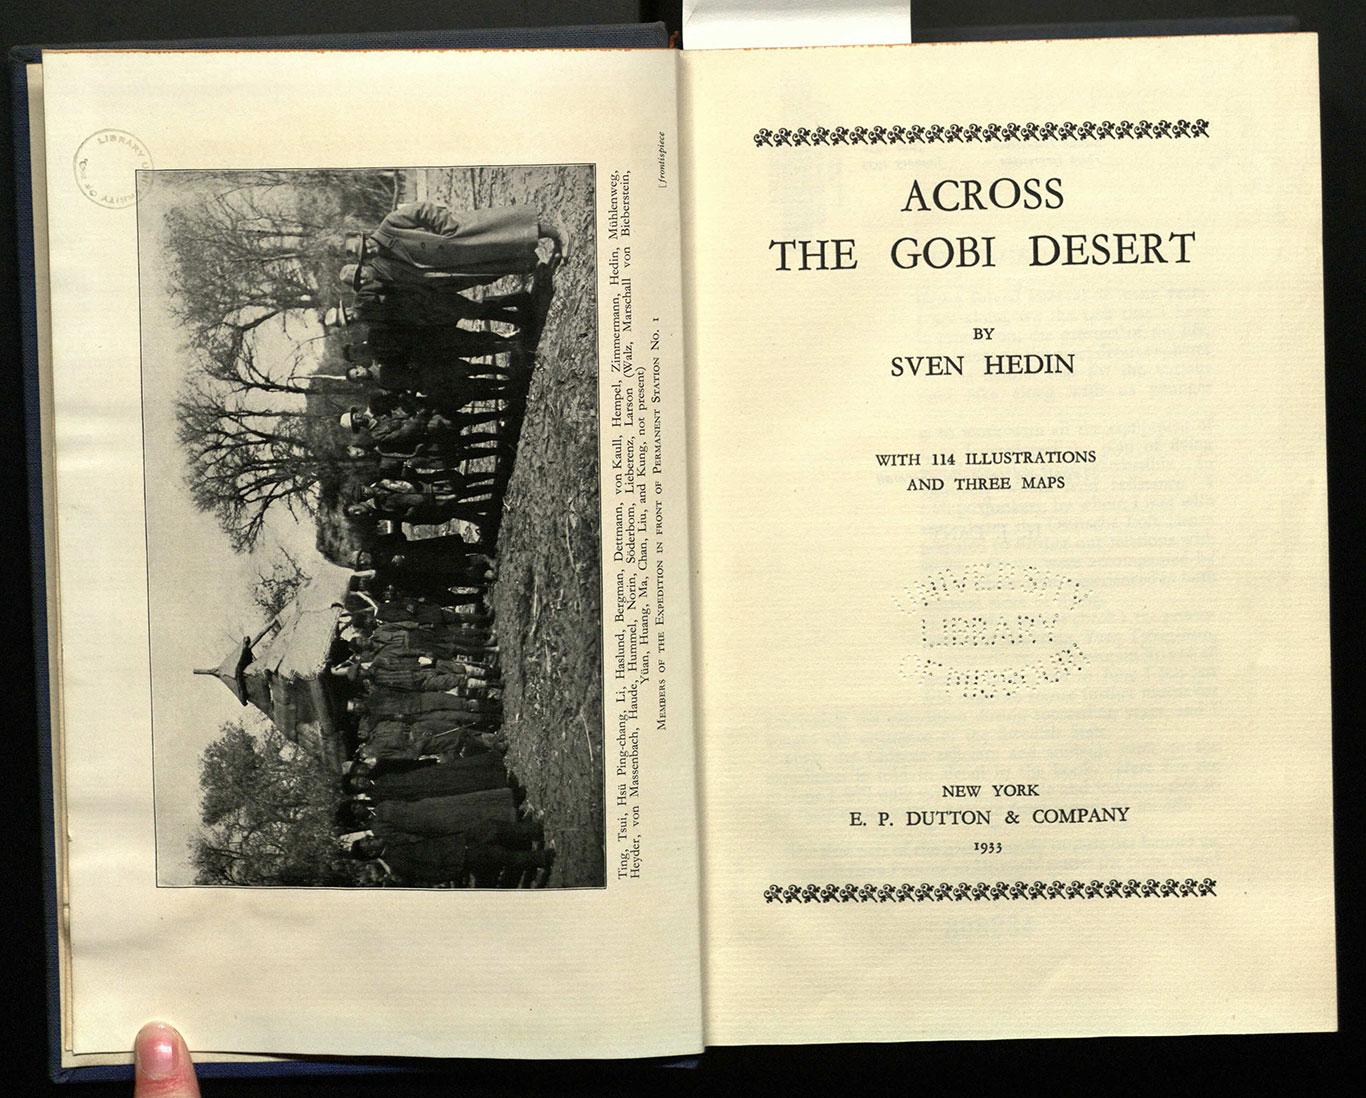 LIBRARY UNIVERSITY OF
[frontispiece
Ting, Tsui, Hsü Ping-chang, Li, Haslund, Bergman, Dettmann, von Kaull, Hempel, Zimmermann, Hedin, Mühlenweg,
Heyder, von Massenbach, Haude, Hummel, Norin, Söderbom, Lieberenz, Larson (Walz, Marschall von Bieberstein,
Yüan, Huang, Ma, Chan, Liu, and Kung, not present)
MEMBERS OF THE EXPEDITION IN FRONT OF PERMANENT STATION No. 1
ACROSS
THE GOBI DESERT
BY
SVEN HEDIN
WITH 114 ILLUSTRATIONS
AND THREE MAPS
UNIVERSITY
LIBRARY
NEW YORK
E. P. DUTTON & COMPANY
1933